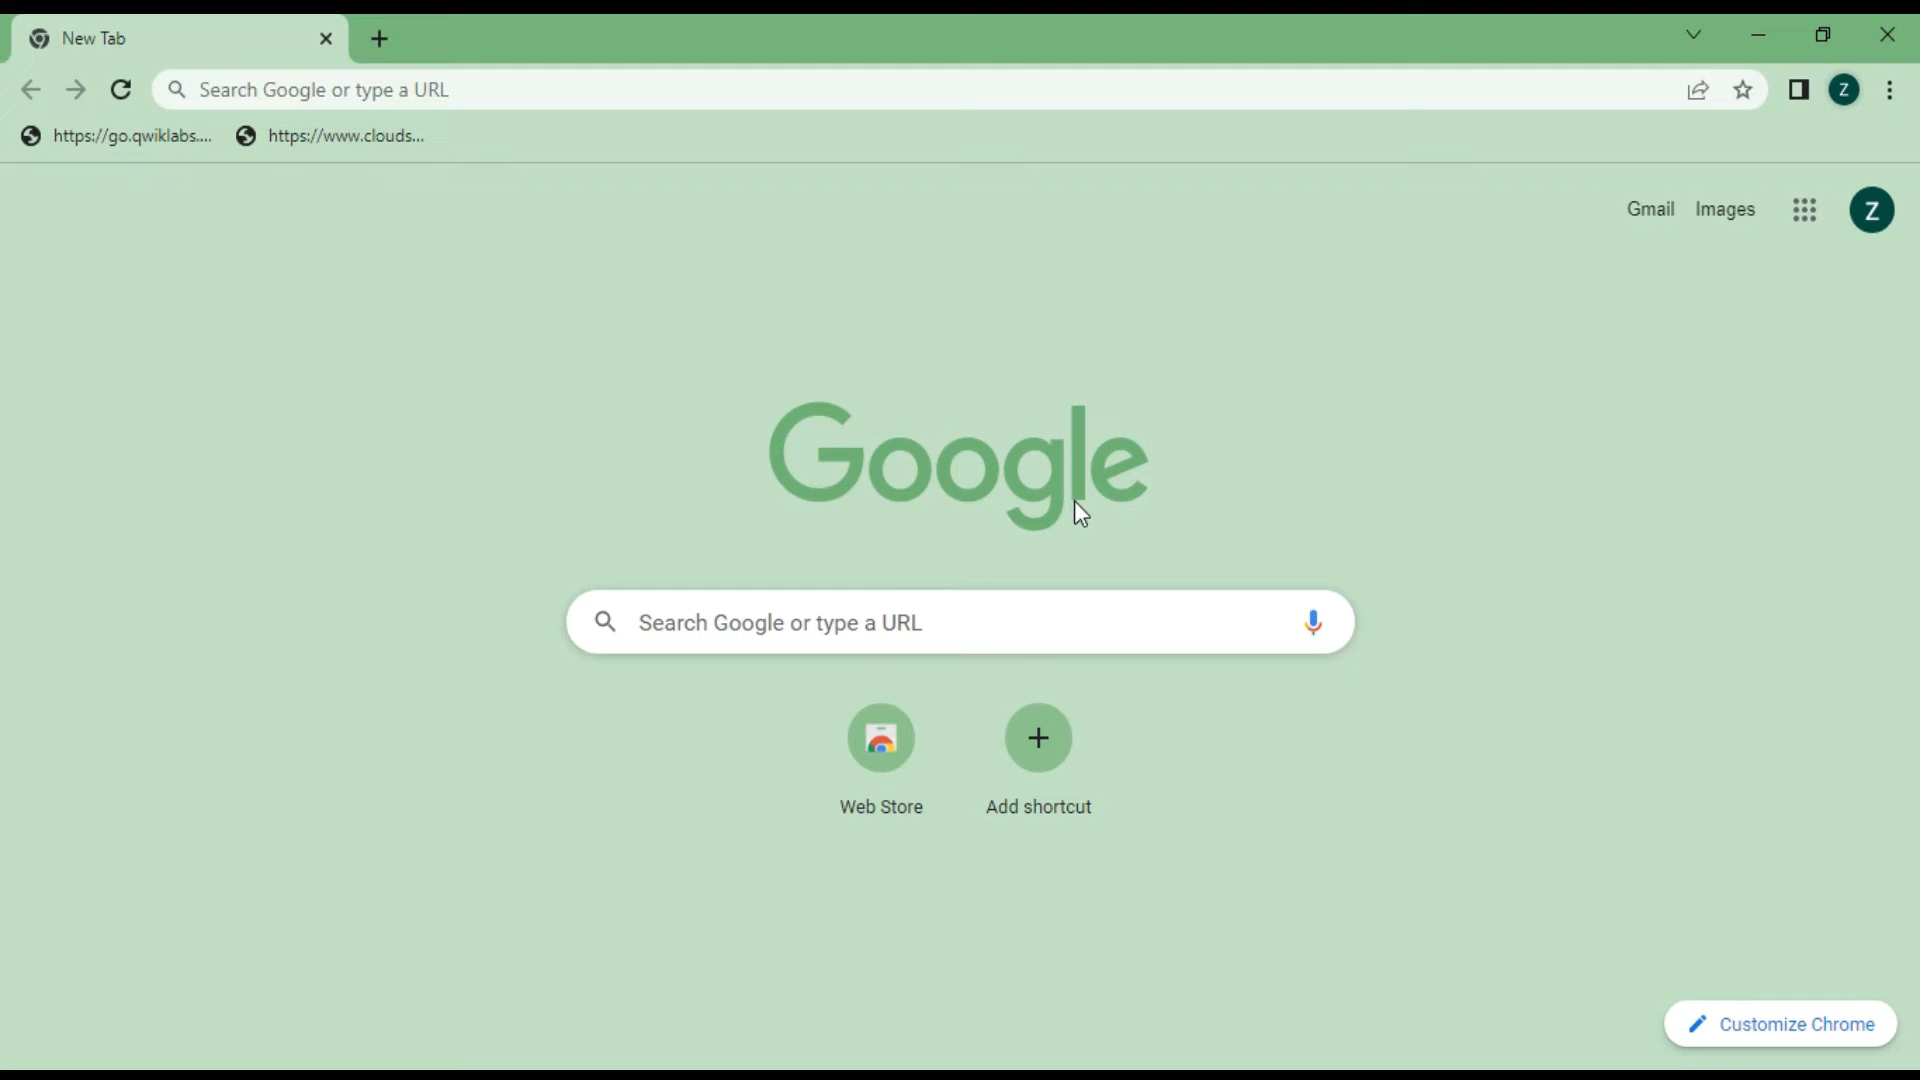 New Tab
Search Google or type a URL
Z
https://go.qwiklabs.... https://www.clouds...
Gmail Images Z
Google
Search Google or type a URL
Web Store Add shortcut
Customize Chrome